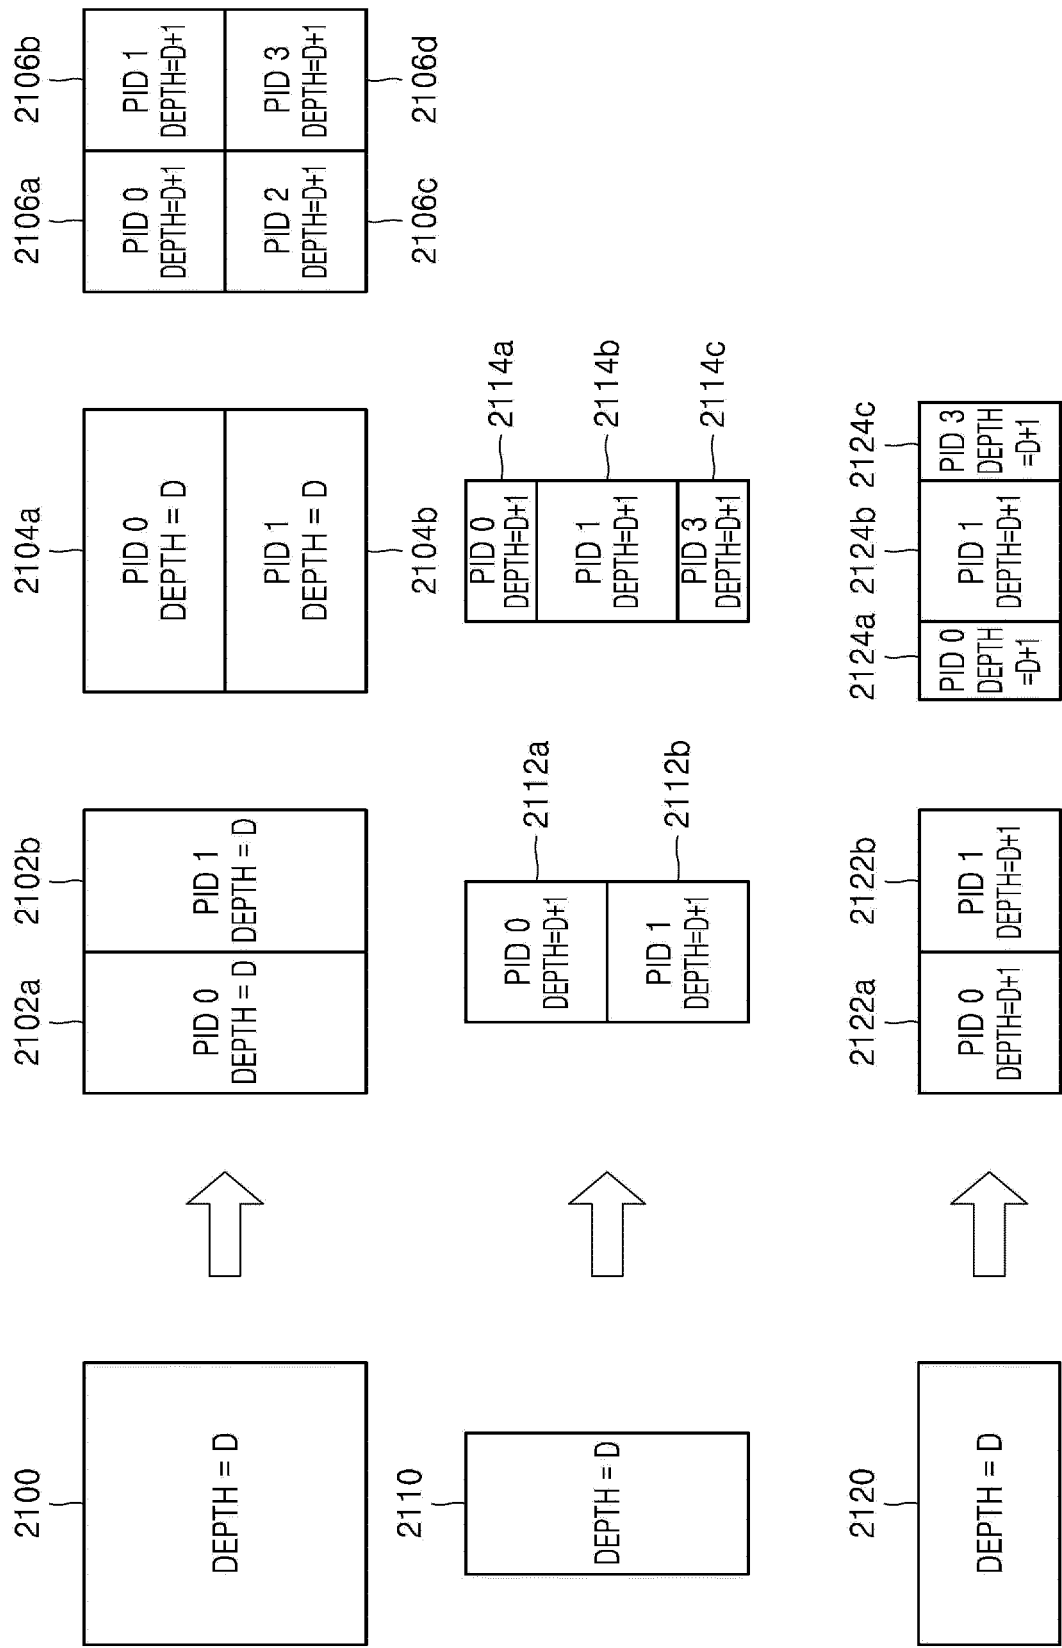 2100
DEPTH = D
2102a
2102b
PID 0
DEPTH = D
PID 1
DEPTH = D
2104a
PID 0
DEPTH = D
PID 1
DEPTH = D
2104b
2106a
2106b
PID 0
DEPTH=D+1
PID 1
DEPTH=D+1
PID 2
DEPTH=D+1
PID 3
DEPTH=D+1
2106c
2106d
2110
DEPTH = D
PID 0
DEPTH=D+1
2112a
PID 1
DEPTH=D+1
2112b
PID 0
DEPTH=D+1
2114a
PID 1
DEPTH=D+1
2114b
PID 3
DEPTH=D+1
2114c
2120
DEPTH = D
2122a
2122b
PID 0
DEPTH=D+1
PID 1
DEPTH=D+1
2124a
2124b
2124c
PID 0
DEPTH
=D+1
PID 1
DEPTH=D+1
PID 3
DEPTH
=D+1